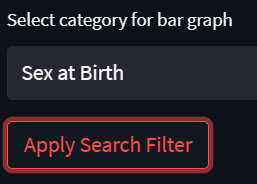 Select category for bar graph
Sex at Birth
Apply Search Filter